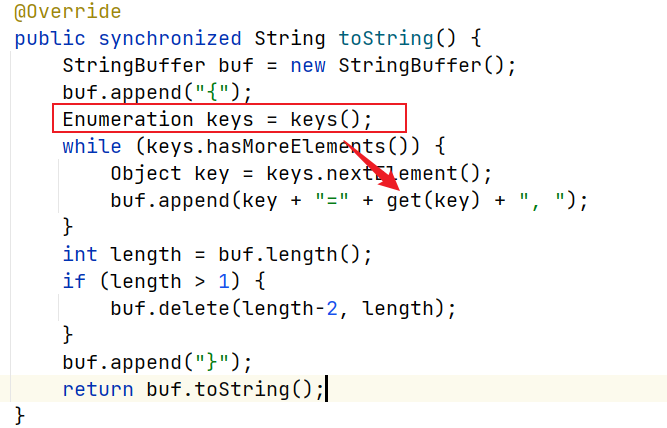 @Override
public synchronized String toString() {
    StringBuffer buf = new StringBuffer();
    buf.append("{");
    Enumeration keys = keys();
    while (keys.hasMoreElements()) {
        Object key = keys.nextElement();
        buf.append(key + "=" + get(key) + ", ");
    }
    int length = buf.length();
    if (length > 1) {
        buf.delete(length-2, length);
    }
    buf.append("}");
    return buf.toString();
}